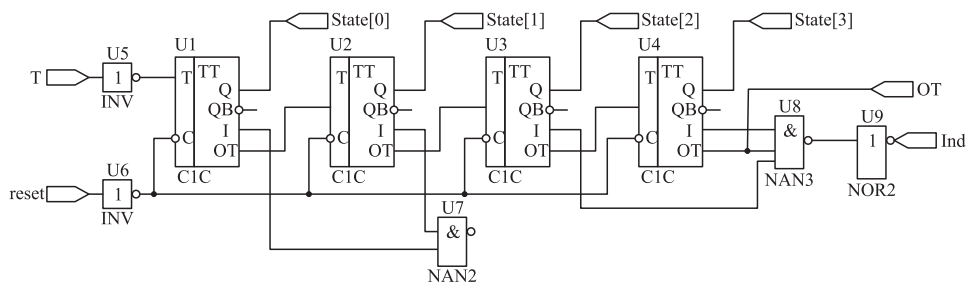 State[0] State[1] State[2] State[3]
U1 U2 U3 U4
U5
T 1 INV
T TT Q QB I C OT C1C
T TT Q QB I C OT C1C
T TT Q QB I C OT C1C
T TT Q QB I C OT C1C
OT
U8
& NAN3
U9
1 NOR2
Ind
U6
reset 1 INV
U7
& NAN2